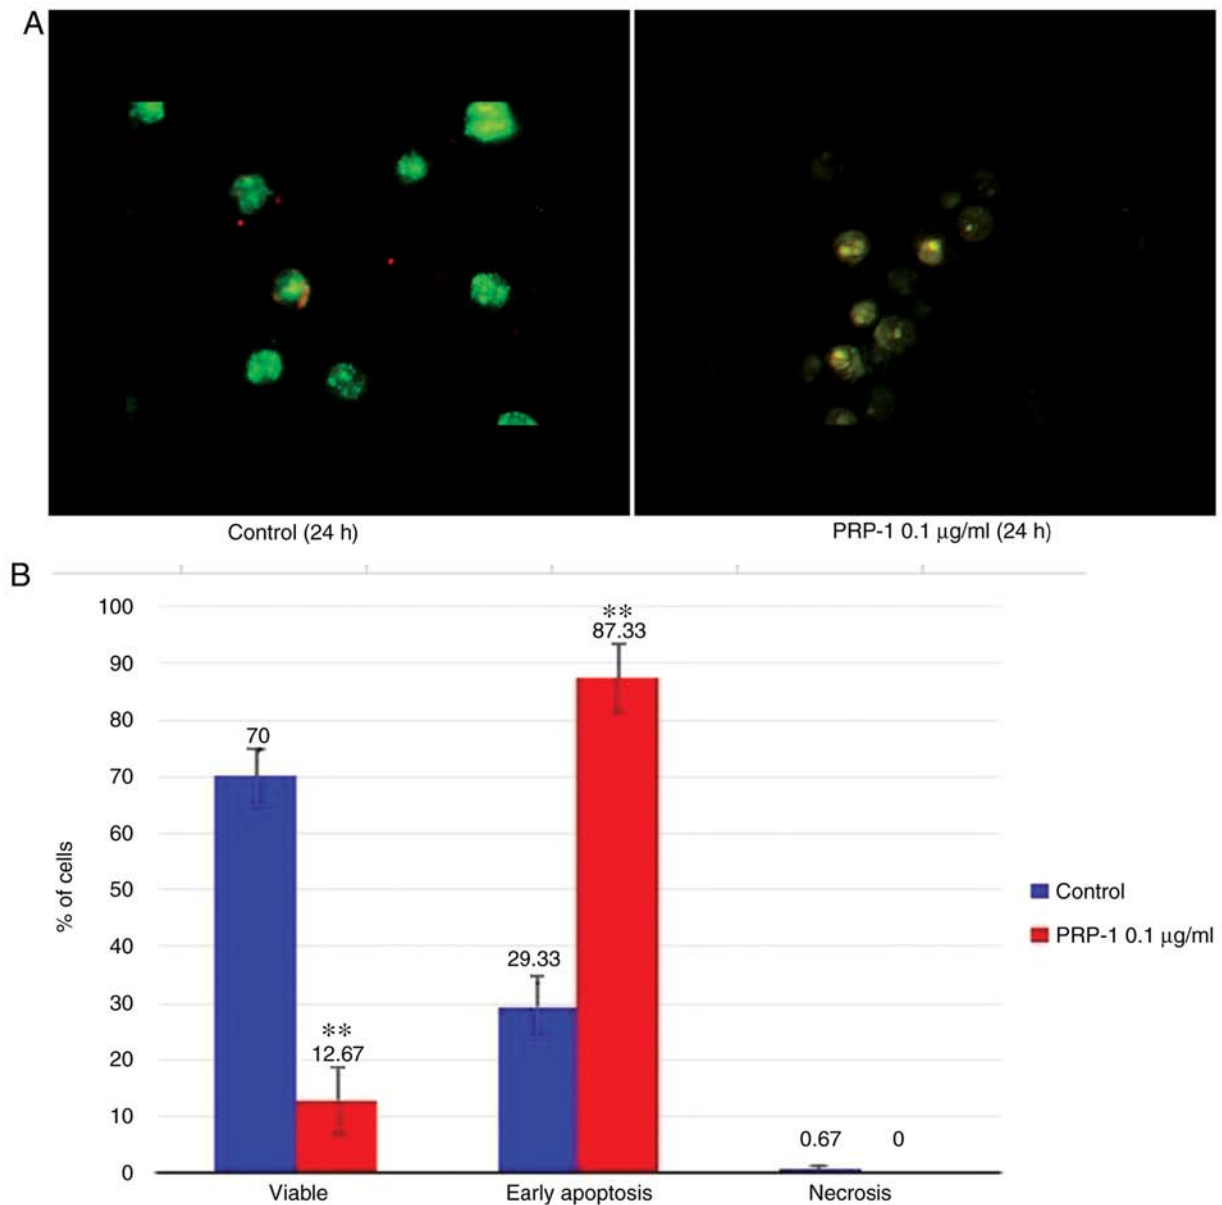 A
Control (24 h)
PRP-1 0.1 μg/ml (24 h)
B
100
90
80
70
60
50
40
30
20
10
0
% of cells
70
**
12.67
29.33
**
87.33
0.67
0
Viable
Early apoptosis
Necrosis
Control
PRP-1 0.1 μg/ml